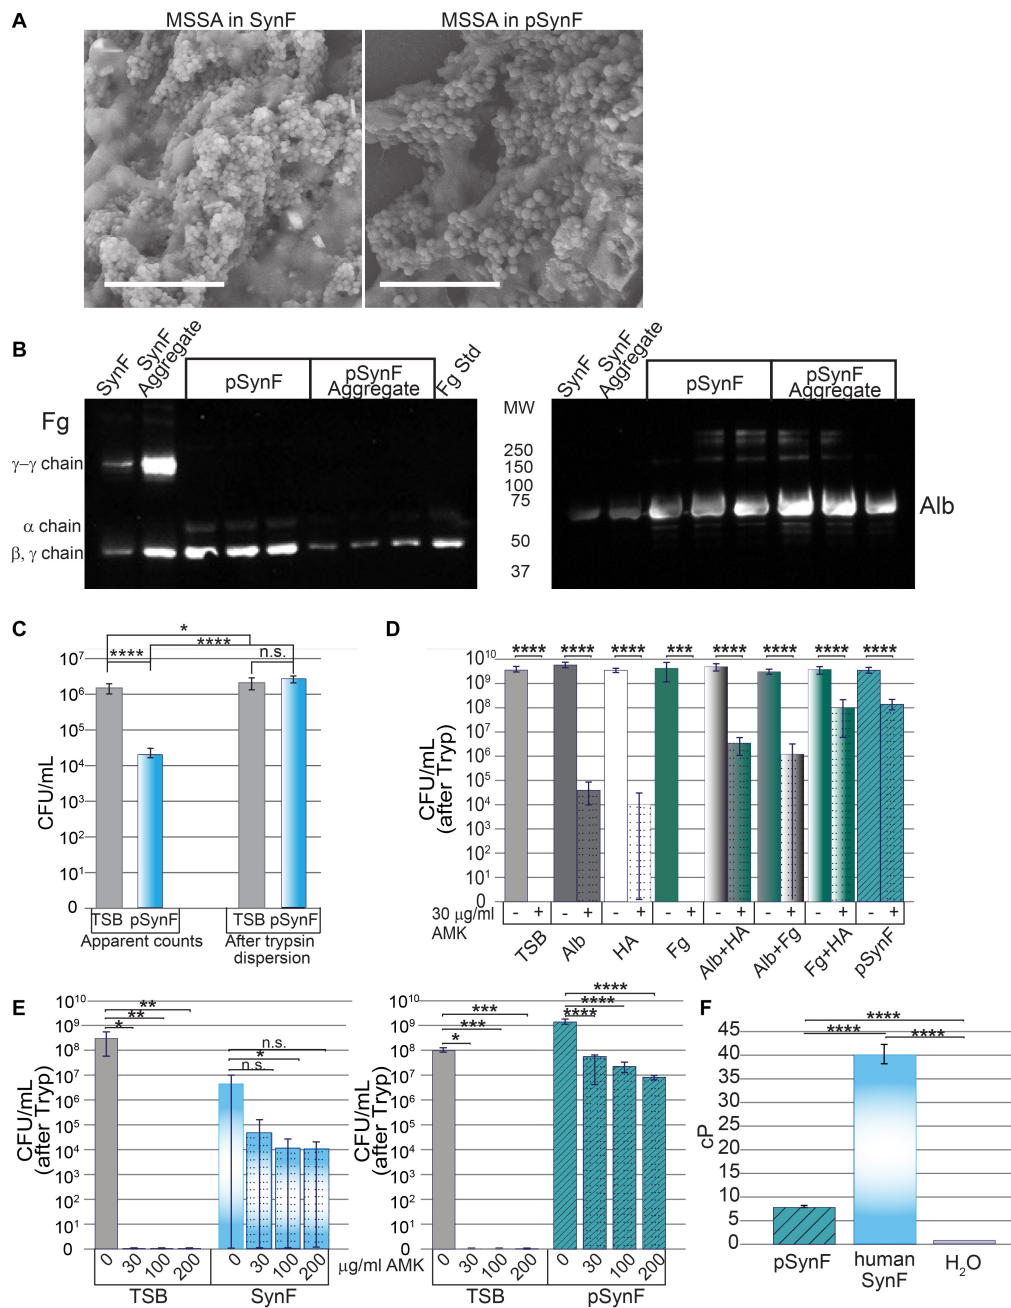 A
MSSA in SynF
MSSA in pSynF
B
SynF
SynF Aggregate
pSynF
pSynF Aggregate
Fg Std
Fg
γ−γ chain
α chain
β, γ chain
SynF
SynF Aggregate
pSynF
pSynF Aggregate
MW
250
150
100
75
50
37
Alb
C
*
****
****
n.s.
CFU/mL
10⁷
10⁶
10⁵
10⁴
10³
10²
10¹
0
TSB pSynF
TSB pSynF
Apparent counts
After trypsin dispersion
D
**** **** **** *** **** **** **** ****
CFU/mL (after Tryp)
10¹⁰
10⁹
10⁸
10⁷
10⁶
10⁵
10⁴
10³
10²
10¹
0
30 μg/ml AMK
- + - + - + - + - + - + - + - +
TSB
Alb
HA
Fg
Alb+HA
Alb+Fg
Fg+HA
pSynF
E
CFU/mL (after Tryp)
10¹⁰
10⁹
10⁸
10⁷
10⁶
10⁵
10⁴
10³
10²
10¹
0
**
**
*
n.s.
*
n.s.
0 30 100 200
0 30 100 200
μg/ml AMK
TSB
SynF
CFU/mL (after Tryp)
10¹⁰
10⁹
10⁸
10⁷
10⁶
10⁵
10⁴
10³
10²
10¹
0
***
***
*
****
****
****
0 30 100 200
0 30 100 200
TSB
pSynF
F
****
****
****
cP
45
40
35
30
25
20
15
10
5
0
pSynF
human SynF
H₂O